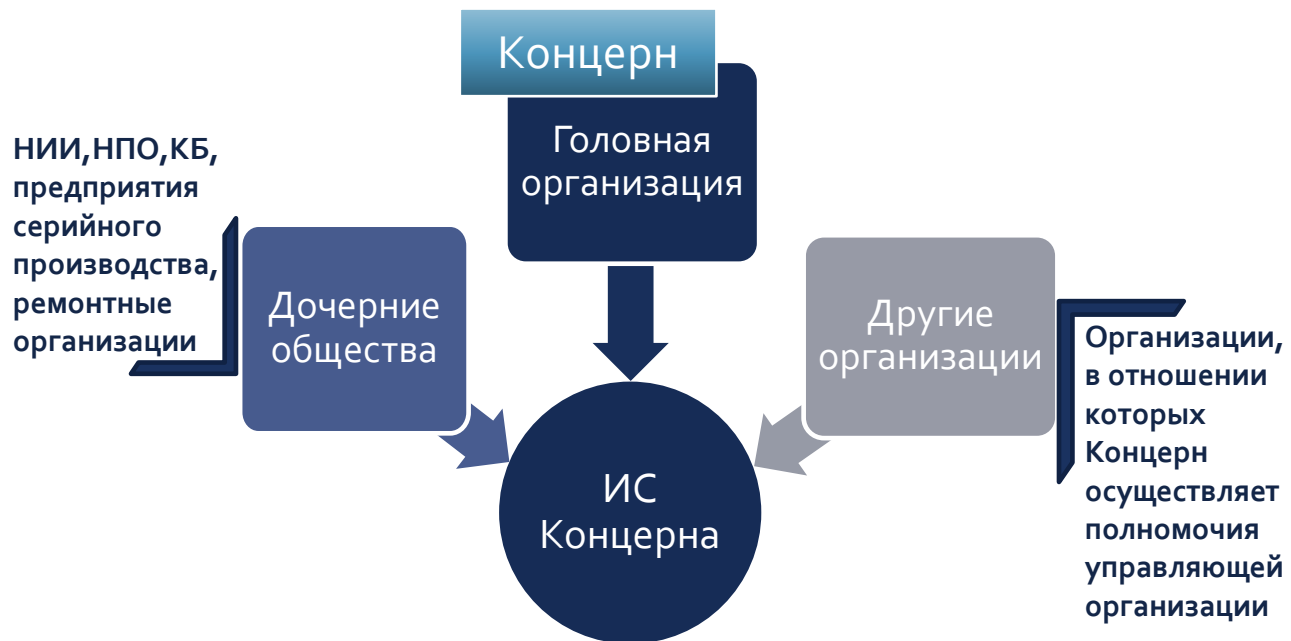 Концерн
Головная
организация
НИИ,НПО,КБ,
предприятия
серийного
производства,
ремонтные
организации
Дочерние
общества
Другие
организации
Организации,
в отношении
которых
Концерн
осуществляет
полномочия
управляющей
организации
ИС
Концерна